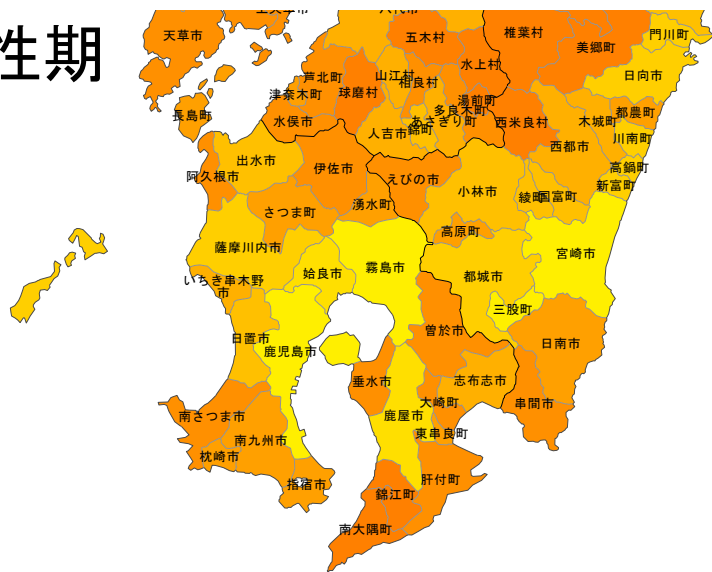 性期
天草市
八代市
五木村
椎葉村
門川町
美郷町
水上村
日向市
芦北町
山江村
相良村
津奈木町
球磨村
湯前町
多良木町
長島町
水俣市
あさぎり町
西米良村
木城町
都農町
人吉市
錦町
川南町
西都市
出水市
伊佐市
高鍋町
阿久根市
えびの市
新富町
小林市
綾町
国富町
さつま町
湧水町
高原町
薩摩川内市
宮崎市
姶良市
霧島市
いちき串木野
市
都城市
三股町
日置市
鹿児島市
曽於市
日南市
垂水市
志布志市
南さつま市
鹿屋市
大崎町
串間市
南九州市
東串良町
枕崎市
指宿市
肝付町
錦江町
南大隅町